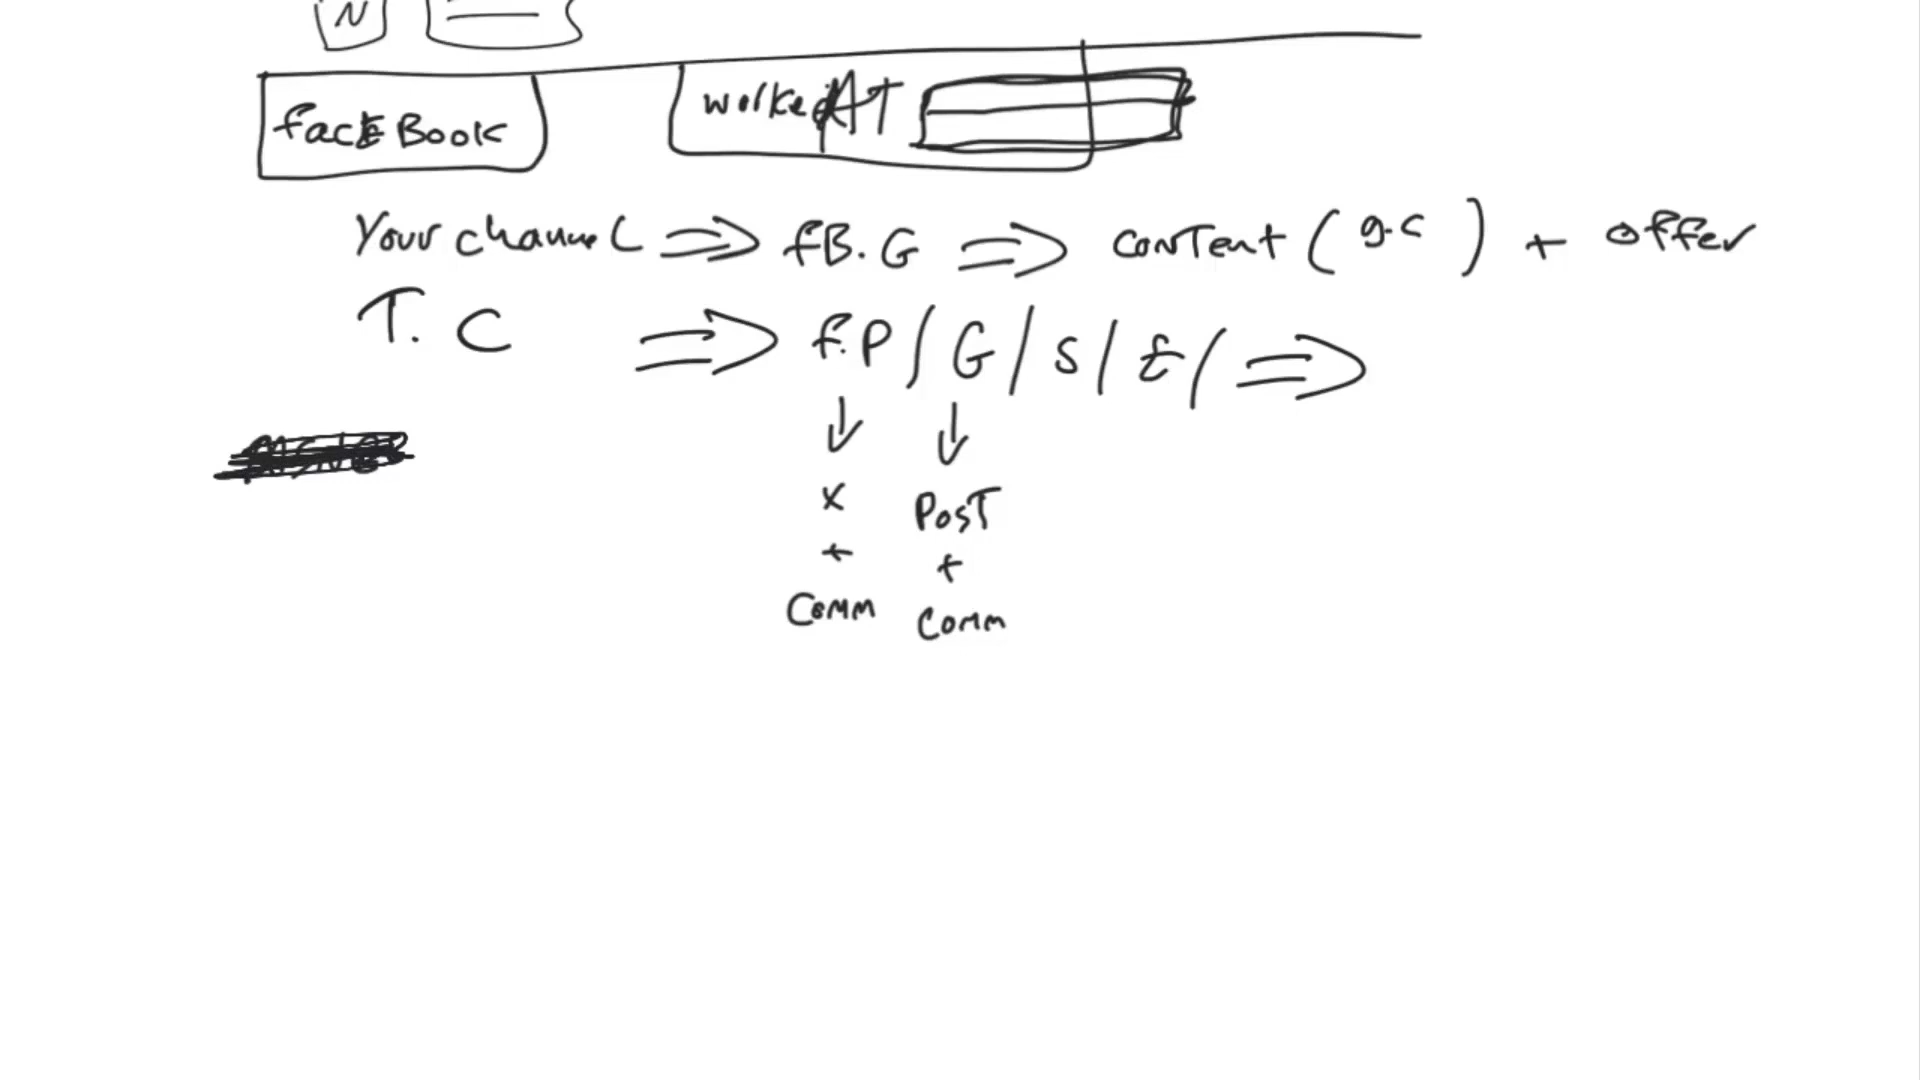 N
faceBook workedAT
Your channel ⇒ fB.G ⇒ conTent (g.c) + offer
T.C ⇒ f.P/G/S/E/ ⇒
↓ ↓
x PosT
+ +
Comm Comm